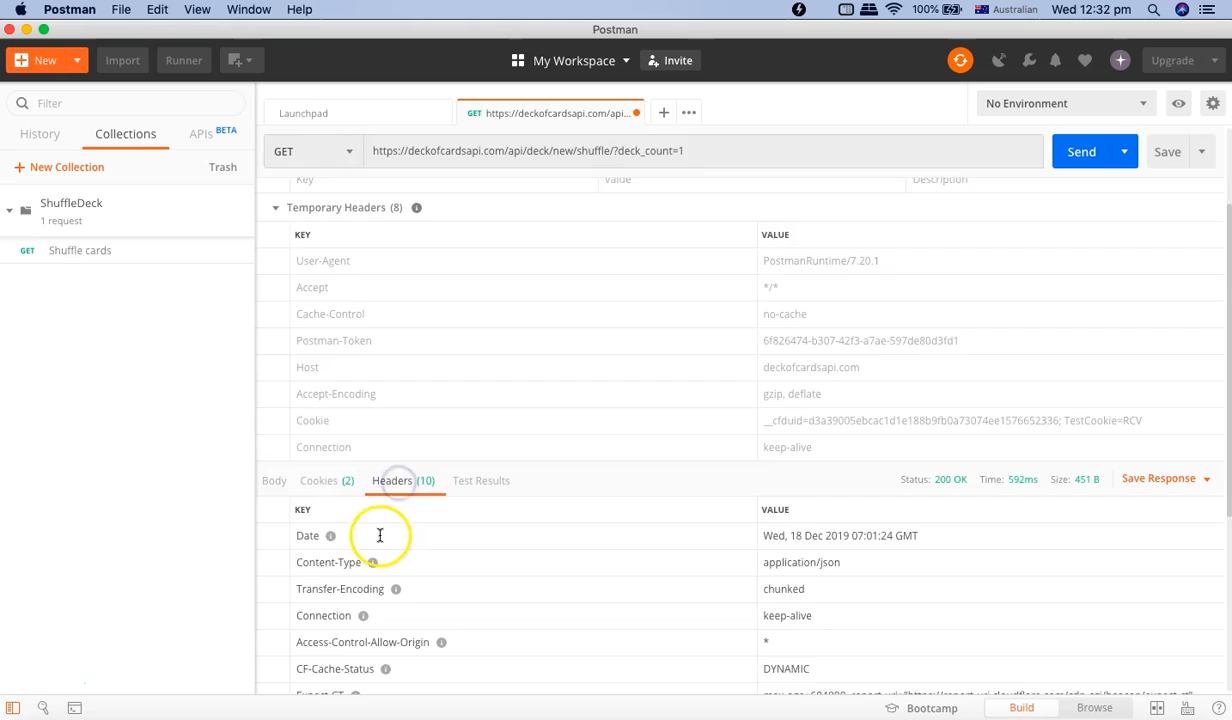 Postman File Edit View Window Help 100% Australian Wed 12:32 pm
Postman
New Import Runner My Workspace Invite Upgrade
Filter
Launchpad GET https://deckofcardsapi.com/api... No Environment
History Collections APIs BETA
GET https://deckofcardsapi.com/api/deck/new/shuffle/?deck_count=1 Send Save
New Collection Trash
Key Value Description
ShuffleDeck
1 request
Temporary Headers (8)
KEY VALUE
GET Shuffle cards
User-Agent PostmanRuntime/7.20.1
Accept */*
Cache-Control no-cache
Postman-Token 6f826474-b307-42f3-a7ae-597de80d3fd1
Host deckofcardsapi.com
Accept-Encoding gzip, deflate
Cookie __cfduid=d3a39005ebcac1d1e188b9fb0a73074ee1576652336; TestCookie=RCV
Connection keep-alive
Body Cookies (2) Headers (10) Test Results Status: 200 OK Time: 592ms Size: 451 B Save Response
KEY VALUE
Date Wed, 18 Dec 2019 07:01:24 GMT
Content-Type application/json
Transfer-Encoding chunked
Connection keep-alive
Access-Control-Allow-Origin *
CF-Cache-Status DYNAMIC
Bootcamp Build Browse